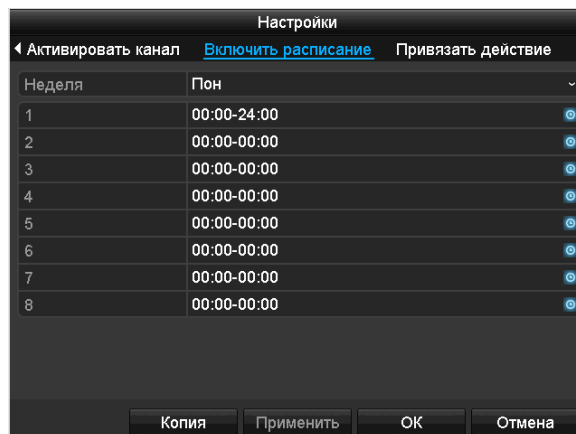 Настройки
Активировать канал Включить расписание Привязать действие
Неделя Пон
1 00:00-24:00
2 00:00-00:00
3 00:00-00:00
4 00:00-00:00
5 00:00-00:00
6 00:00-00:00
7 00:00-00:00
8 00:00-00:00
Копия Применить ОК Отмена